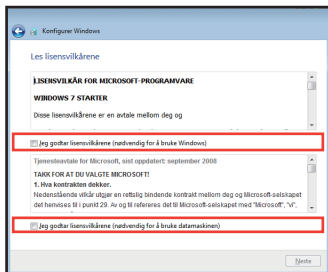 Konfigurer Windows
Les lisensvilkårene
LISENSVILKÅR FOR MICROSOFT-PROGRAMVARE
WINDOWS 7 STARTER
Disse lisensvilkårene er en avtale mellom deg og
Jeg godtar lisensvilkårene (nødvendig for å bruke Windows)
Tjenesteavtale for Microsoft, sist oppdatert: september 2008
TAKK FOR AT DU VALGTE MICROSOFT!
1. Hva kontrakten dekker.
Nedenstående vilkår utgjør en rettslig bindende kontrakt mellom deg og Microsoft-selskapet
det henvises til i punkt 29. Av og til refereres det til Microsoft-selskapet med "Microsoft", "vi",
Jeg godtar lisensvilkårene (nødvendig for å bruke datamaskinen)
Neste